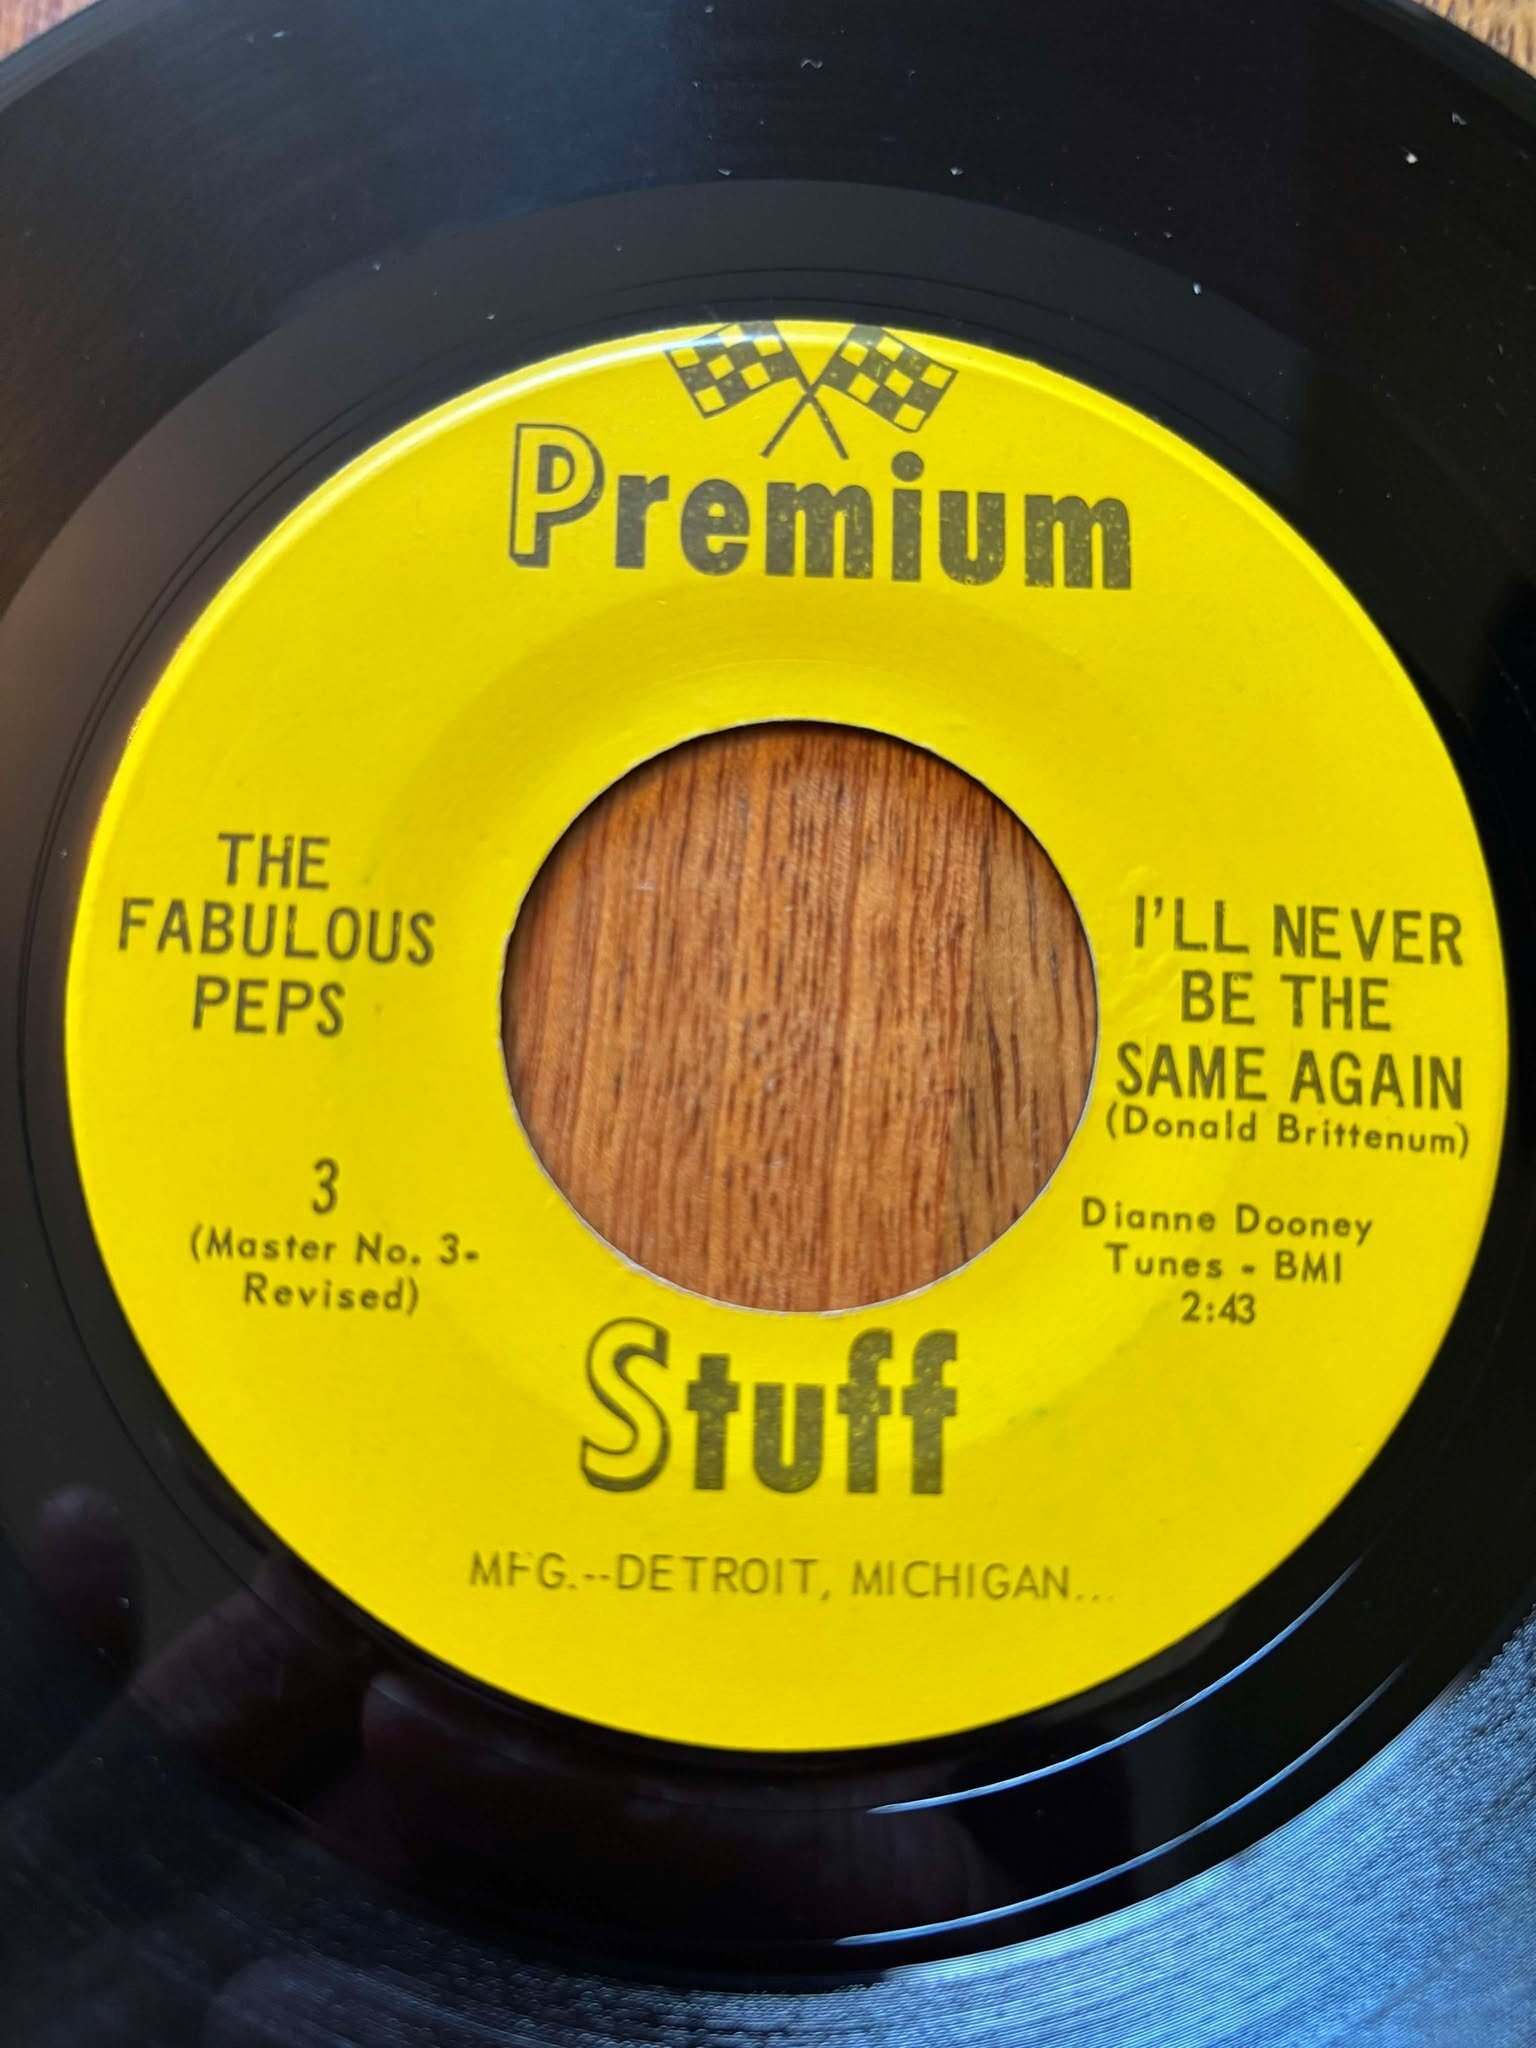 Premium
THE
FABULOUS
PEPS
3
(Master No. 3-
Revised)
I'LL NEVER
BE THE
SAME AGAIN
(Donald Brittenum)
Dianne Dooney
Tunes - BMI
2:43
Stuff
MFG.--DETROIT, MICHIGAN...